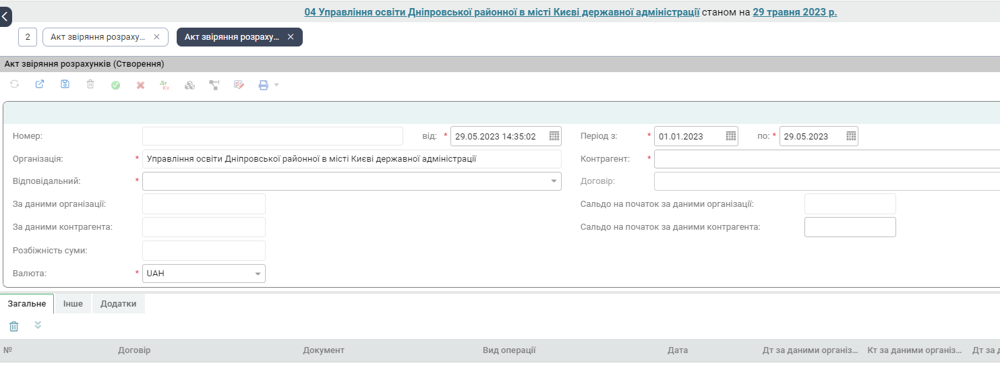 04 Управління освіти Дніпровської районної в місті Києві державної адміністрації станом на 29 травня 2023 р.
2 Акт звіряння розраху... × Акт звіряння розраху... ×
Акт звіряння розрахунків (Створення)
Номер: від: * 29.05.2023 14:35:02 Період з: * 01.01.2023 по: * 29.05.2023
Організація: * Управління освіти Дніпровської районної в місті Києві державної адміністрації Контрагент: *
Відповідальний: * Договір:
За даними організації: Сальдо на початок за даними організації:
За даними контрагента: Сальдо на початок за даними контрагента:
Розбіжність суми:
Валюта: * UAH
Загальне Інше Додатки
№ Договір Документ Вид операції Дата Дт за даними організ... Кт за даними організ... Дт за